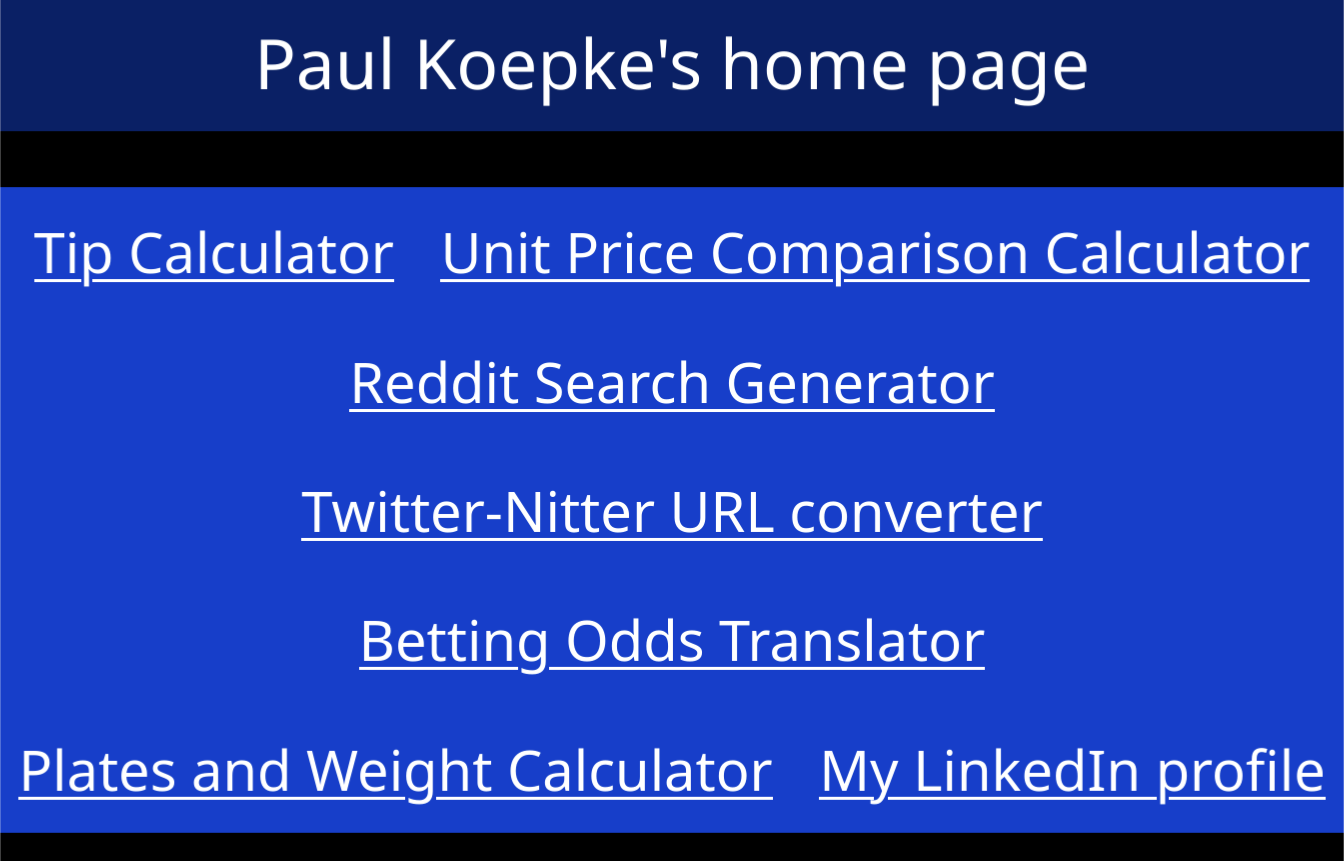 Paul Koepke's home page
Tip Calculator Unit Price Comparison Calculator
Reddit Search Generator
Twitter-Nitter URL converter
Betting Odds Translator
Plates and Weight Calculator My LinkedIn profile